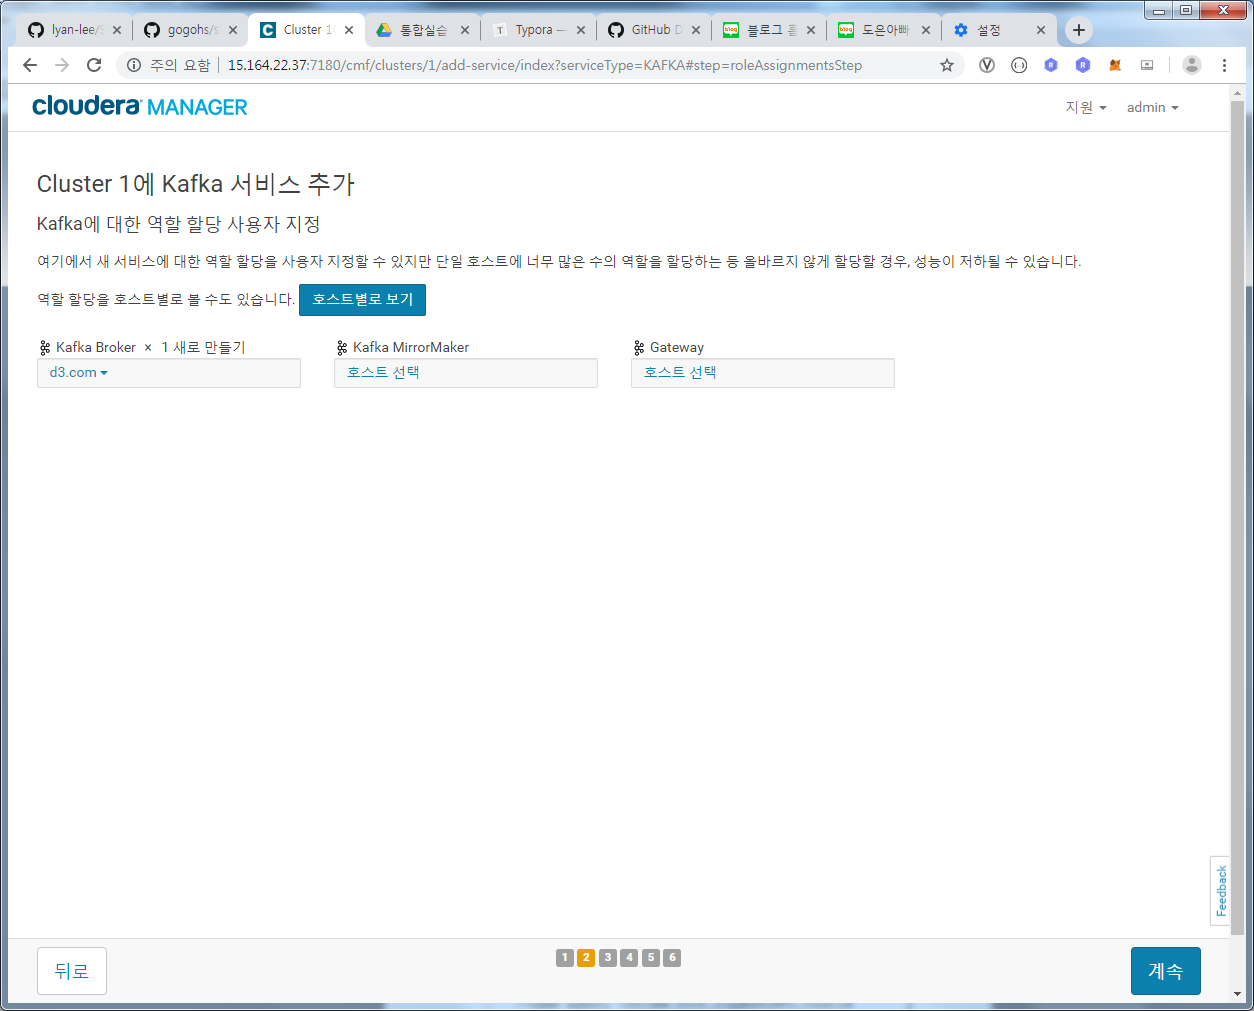 lyan-lee/S
gogohs/s
Cluster 1
통합실습
Typora —
GitHub D
블로그 홈
도은아빠
설정
주의 요함 | 15.164.22.37:7180/cmf/clusters/1/add-service/index?serviceType=KAFKA#step=roleAssignmentsStep
cloudera MANAGER
지원
admin
Cluster 1에 Kafka 서비스 추가
Kafka에 대한 역할 할당 사용자 지정
여기에서 새 서비스에 대한 역할 할당을 사용자 지정할 수 있지만 단일 호스트에 너무 많은 수의 역할을 할당하는 등 올바르지 않게 할당할 경우, 성능이 저하될 수 있습니다.
역할 할당을 호스트별로 볼 수도 있습니다. 호스트별로 보기
Kafka Broker × 1 새로 만들기
Kafka MirrorMaker
Gateway
d3.com
호스트 선택
호스트 선택
Feedback
뒤로
1 2 3 4 5 6
계속